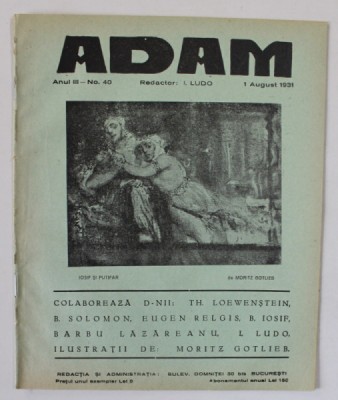 ADAM
Anul III — No. 40 Redactor: I. LUDO 1 August 1931
IOSIF ȘI PUTIFAR de MORITZ GOTLIEB
COLABOREAZĂ D-NII: TH. LOEWENSTEIN,
B. SOLOMON, EUGEN RELGIS, B. IOSIF,
BARBU LĂZĂREANU, I. LUDO.
ILUSTRAȚII DE: MORITZ GOTLIEB.
REDACȚIA ȘI ADMINISTRAȚIA: BULEV. DOMNIȚEI 20 bis BUCUREȘTI
Prețul unui exemplar Lei 8 Abonamentul anual Lei 180